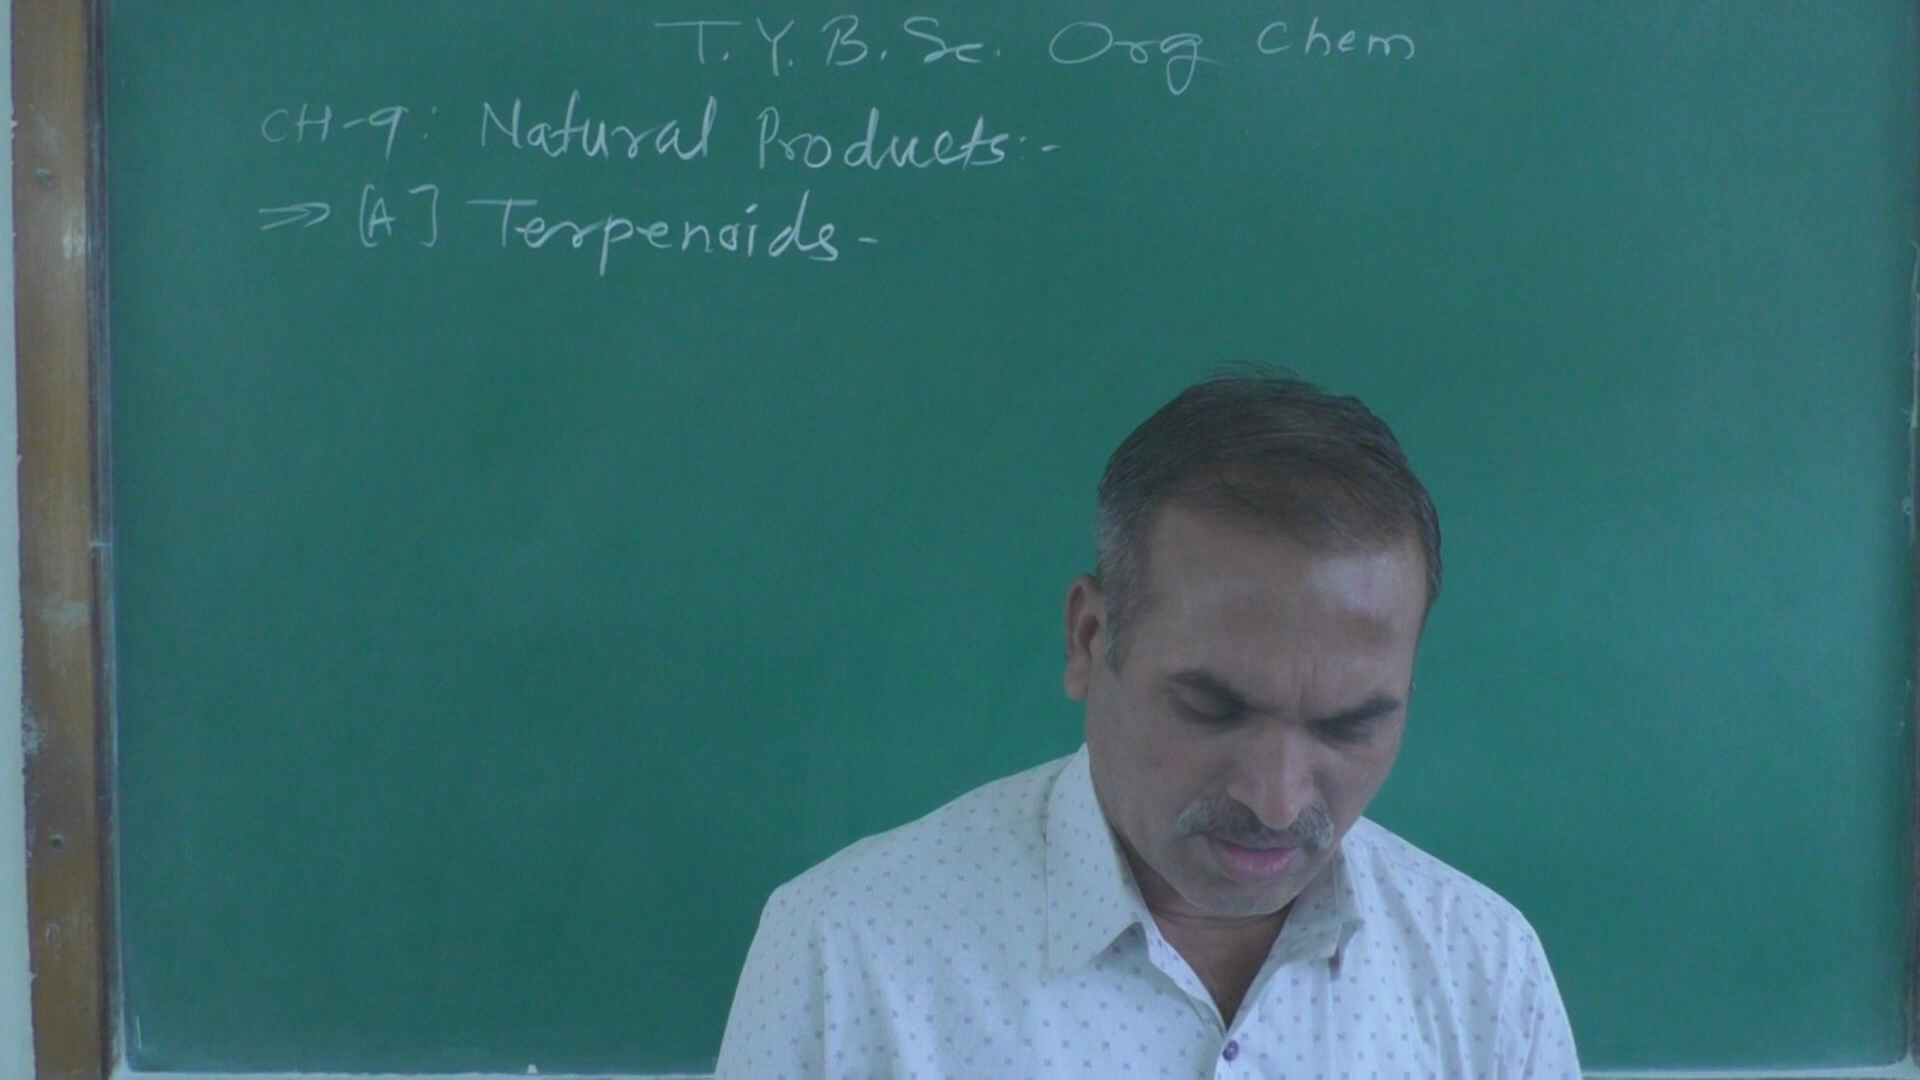 T.Y.B.Sc. Org Chem
CH-9: Natural Products:-
⇒ [A] Terpenoids-